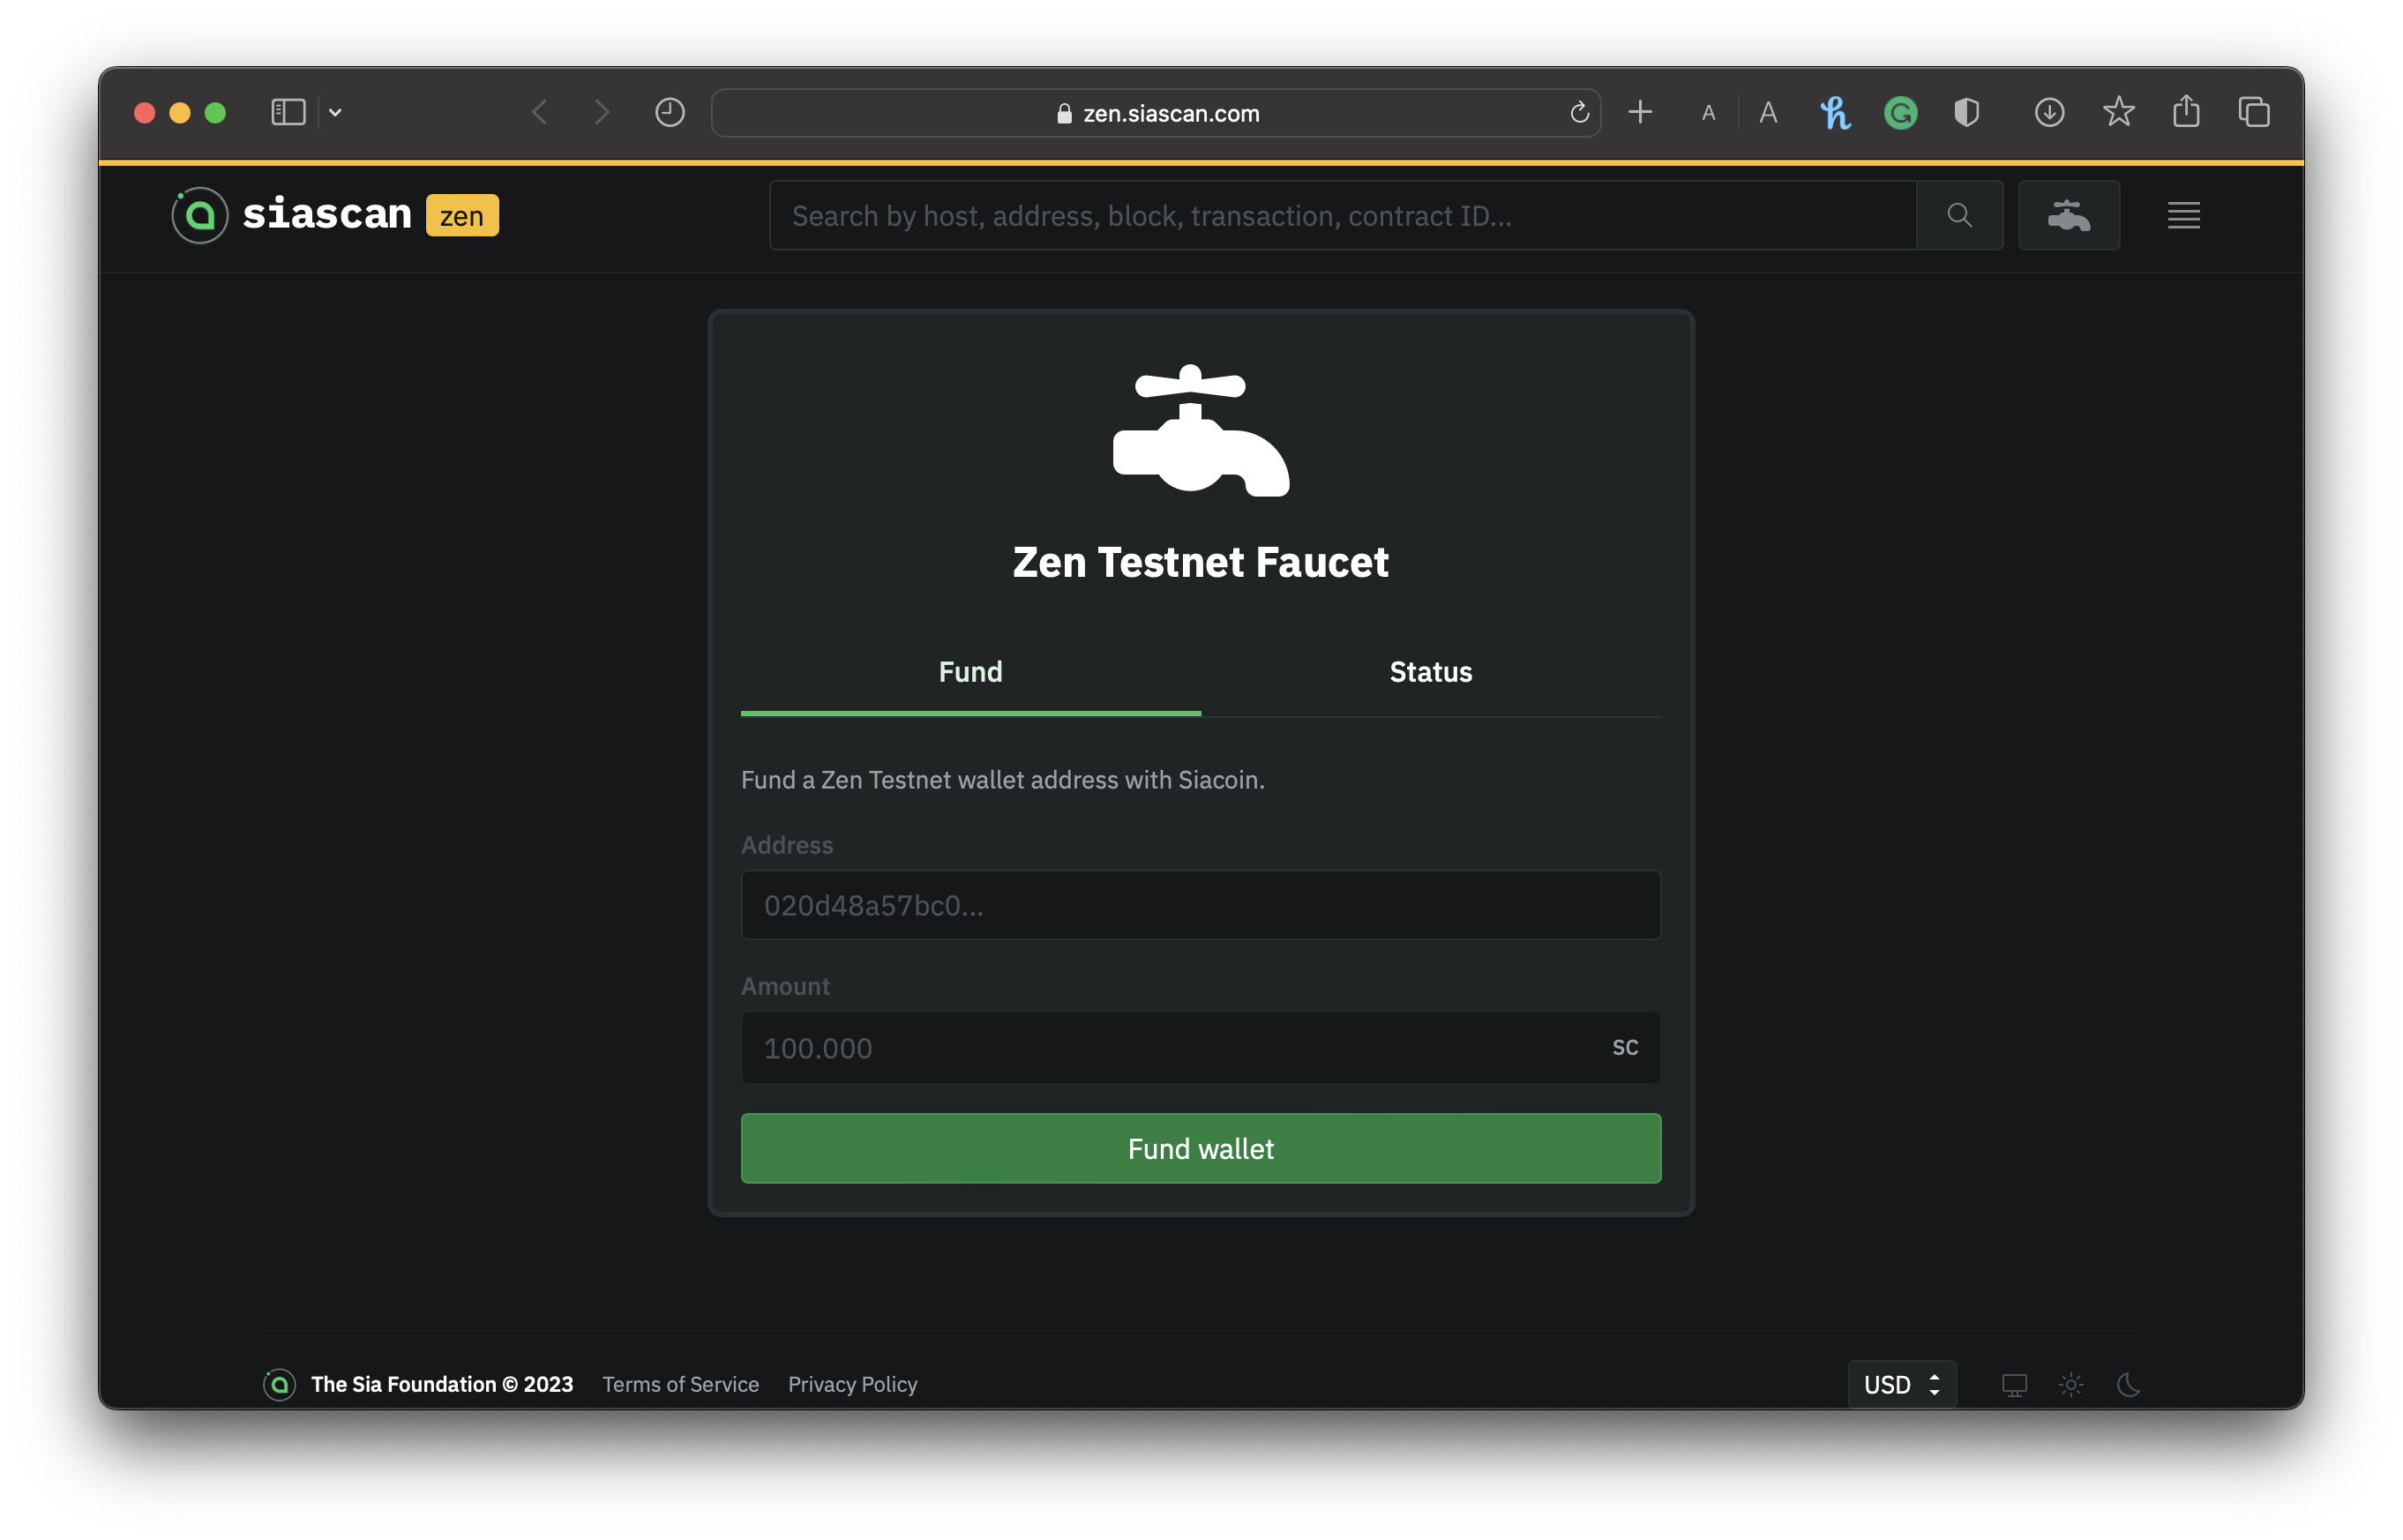 zen.siascan.com
A A
siascan zen
Search by host, address, block, transaction, contract ID...
Zen Testnet Faucet
Fund Status
Fund a Zen Testnet wallet address with Siacoin.
Address
020d48a57bc0...
Amount
100.000 SC
Fund wallet
The Sia Foundation © 2023 Terms of Service Privacy Policy USD